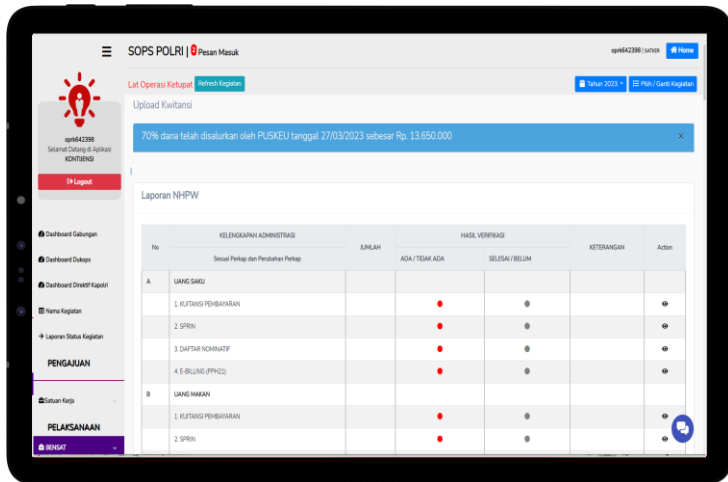 SOPS POLRI | Pesan Masuk
oprk642398 | SATKER
Home
Lat Operasi Ketupat
Refresh Kegiatan
Tahun 2023
Pilih / Ganti Kegiatan
Upload Kwitansi
70% dana telah disalurkan oleh PUSKEU tanggal 27/03/2023 sebesar Rp. 13.650.000
x
oprk642398
Selamat Datang di Aplikasi
KONTIJENSI
Logout
Dashboard Gabungan
Dashboard Dukops
Dashboard Direktif Kapolri
Nama Kegiatan
Laporan Status Kegiatan
PENGAJUAN
Satuan Kerja
PELAKSANAAN
BENSAT
Laporan NHPW
No
KELENGKAPAN ADMINISTRASI
JUMLAH
HASIL VERIFIKASI
KETERANGAN
Action
Sesuai Perkap dan Perubahan Perkap
ADA / TIDAK ADA
SELESAI / BELUM
A UANG SAKU
1. KUITANSI PEMBAYARAN
2. SPRIN
3. DAFTAR NOMINATIF
4. E-BILLING (PPH21)
B UANG MAKAN
1. KUITANSI PEMBAYARAN
2. SPRIN